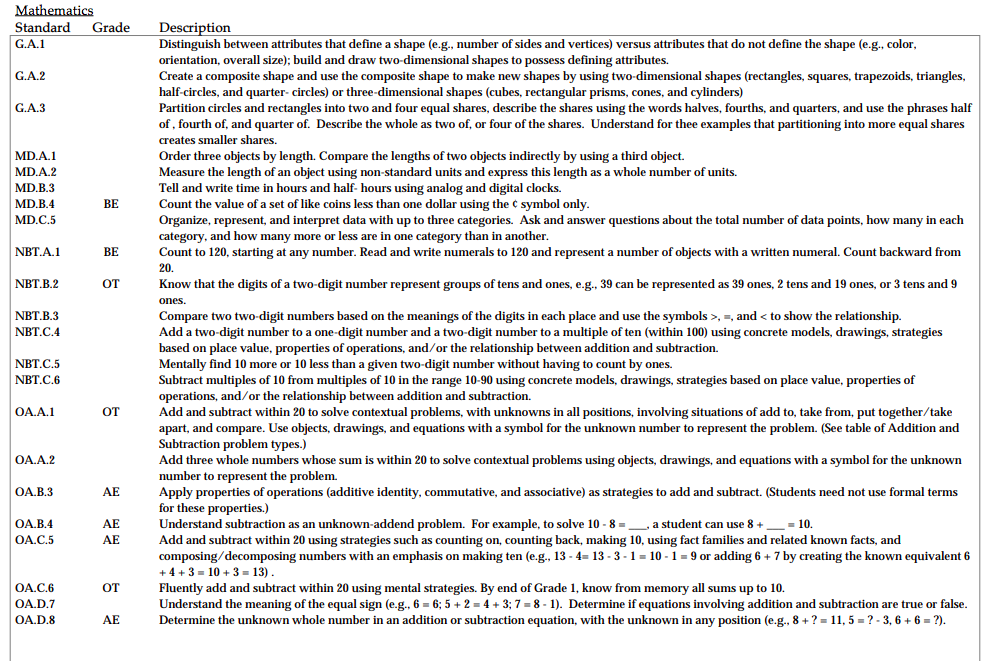 Mathematics
Standard Grade Description
G.A.1 Distinguish between attributes that define a shape (e.g., number of sides and vertices) versus attributes that do not define the shape (e.g., color,
orientation, overall size); build and draw two-dimensional shapes to possess defining attributes.
G.A.2 Create a composite shape and use the composite shape to make new shapes by using two-dimensional shapes (rectangles, squares, trapezoids, triangles,
half-circles, and quarter- circles) or three-dimensional shapes (cubes, rectangular prisms, cones, and cylinders)
G.A.3 Partition circles and rectangles into two and four equal shares, describe the shares using the words halves, fourths, and quarters, and use the phrases half
of , fourth of, and quarter of. Describe the whole as two of, or four of the shares. Understand for thee examples that partitioning into more equal shares
creates smaller shares.
MD.A.1 Order three objects by length. Compare the lengths of two objects indirectly by using a third object.
MD.A.2 Measure the length of an object using non-standard units and express this length as a whole number of units.
MD.B.3 Tell and write time in hours and half- hours using analog and digital clocks.
MD.B.4 BE Count the value of a set of like coins less than one dollar using the ¢ symbol only.
MD.C.5 Organize, represent, and interpret data with up to three categories. Ask and answer questions about the total number of data points, how many in each
category, and how many more or less are in one category than in another.
NBT.A.1 BE Count to 120, starting at any number. Read and write numerals to 120 and represent a number of objects with a written numeral. Count backward from
20.
NBT.B.2 OT Know that the digits of a two-digit number represent groups of tens and ones, e.g., 39 can be represented as 39 ones, 2 tens and 19 ones, or 3 tens and 9
ones.
NBT.B.3 Compare two two-digit numbers based on the meanings of the digits in each place and use the symbols >, =, and < to show the relationship.
NBT.C.4 Add a two-digit number to a one-digit number and a two-digit number to a multiple of ten (within 100) using concrete models, drawings, strategies
based on place value, properties of operations, and/or the relationship between addition and subtraction.
NBT.C.5 Mentally find 10 more or 10 less than a given two-digit number without having to count by ones.
NBT.C.6 Subtract multiples of 10 from multiples of 10 in the range 10-90 using concrete models, drawings, strategies based on place value, properties of
operations, and/or the relationship between addition and subtraction.
OA.A.1 OT Add and subtract within 20 to solve contextual problems, with unknowns in all positions, involving situations of add to, take from, put together/take
apart, and compare. Use objects, drawings, and equations with a symbol for the unknown number to represent the problem. (See table of Addition and
Subtraction problem types.)
OA.A.2 Add three whole numbers whose sum is within 20 to solve contextual problems using objects, drawings, and equations with a symbol for the unknown
number to represent the problem.
OA.B.3 AE Apply properties of operations (additive identity, commutative, and associative) as strategies to add and subtract. (Students need not use formal terms
for these properties.)
OA.B.4 AE Understand subtraction as an unknown-addend problem. For example, to solve 10 - 8 = ___, a student can use 8 + ___ = 10.
OA.C.5 AE Add and subtract within 20 using strategies such as counting on, counting back, making 10, using fact families and related known facts, and
composing/decomposing numbers with an emphasis on making ten (e.g., 13 - 4= 13 - 3 - 1 = 10 - 1 = 9 or adding 6 + 7 by creating the known equivalent 6
+ 4 + 3 = 10 + 3 = 13) .
OA.C.6 OT Fluently add and subtract within 20 using mental strategies. By end of Grade 1, know from memory all sums up to 10.
OA.D.7 Understand the meaning of the equal sign (e.g., 6 = 6; 5 + 2 = 4 + 3; 7 = 8 - 1). Determine if equations involving addition and subtraction are true or false.
OA.D.8 AE Determine the unknown whole number in an addition or subtraction equation, with the unknown in any position (e.g., 8 + ? = 11, 5 = ? - 3, 6 + 6 = ?).